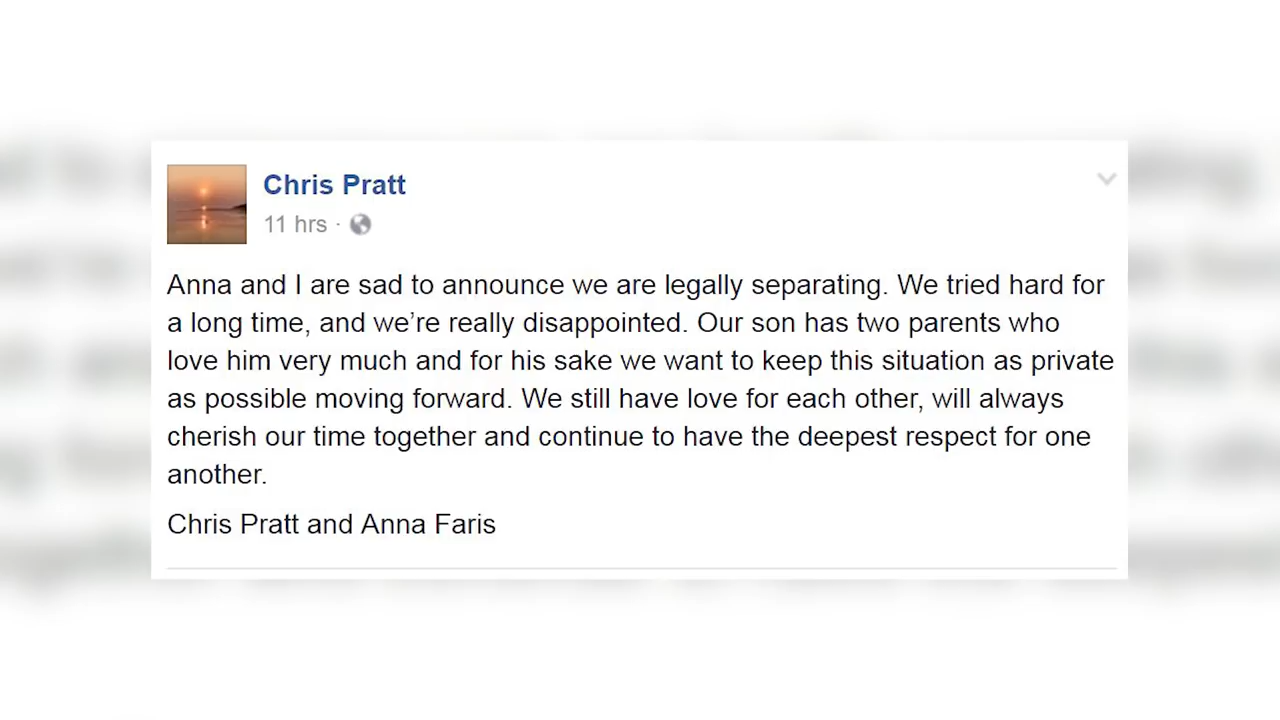 Chris Pratt
11 hrs ·
Anna and I are sad to announce we are legally separating. We tried hard for
a long time, and we’re really disappointed. Our son has two parents who
love him very much and for his sake we want to keep this situation as private
as possible moving forward. We still have love for each other, will always
cherish our time together and continue to have the deepest respect for one
another.
Chris Pratt and Anna Faris